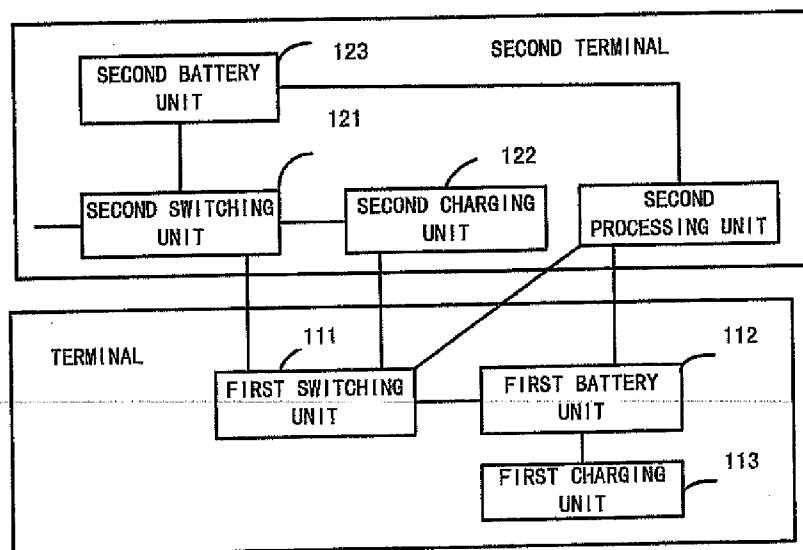 SECOND TERMINAL
123
SECOND BATTERY
UNIT
121
122
SECOND SWITCHING
UNIT
SECOND CHARGING
UNIT
SECOND
PROCESSING UNIT
TERMINAL
111
112
FIRST SWITCHING
UNIT
FIRST BATTERY
UNIT
113
FIRST CHARGING
UNIT